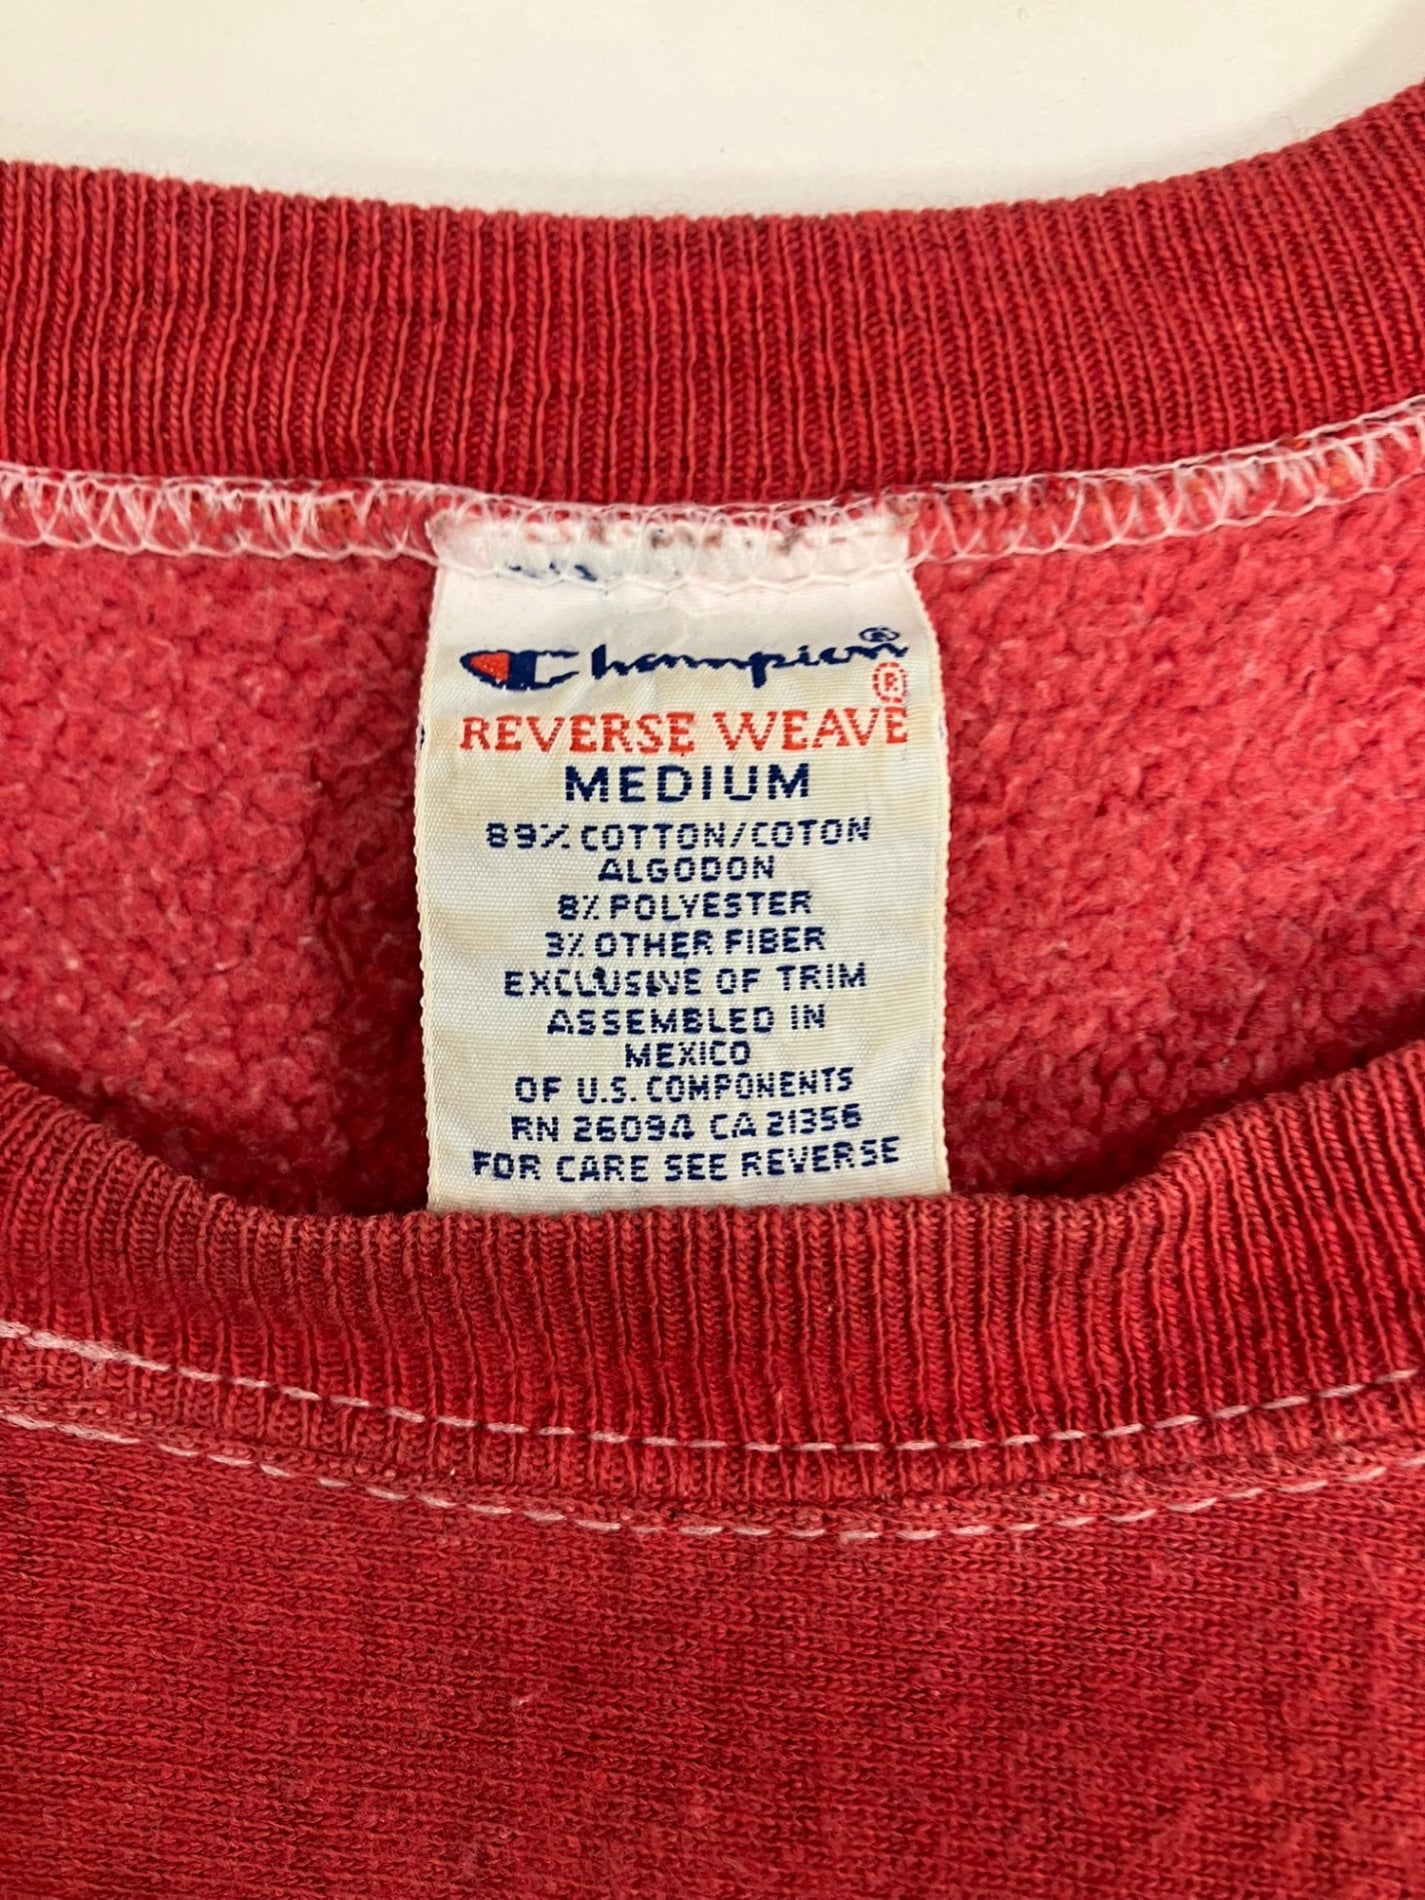 Champion®
®
REVERSE WEAVE
MEDIUM
89% COTTON/COTON
ALGODON
8% POLYESTER
3% OTHER FIBER
EXCLUSIVE OF TRIM
ASSEMBLED IN
MEXICO
OF U.S. COMPONENTS
RN 26094 CA 21356
FOR CARE SEE REVERSE